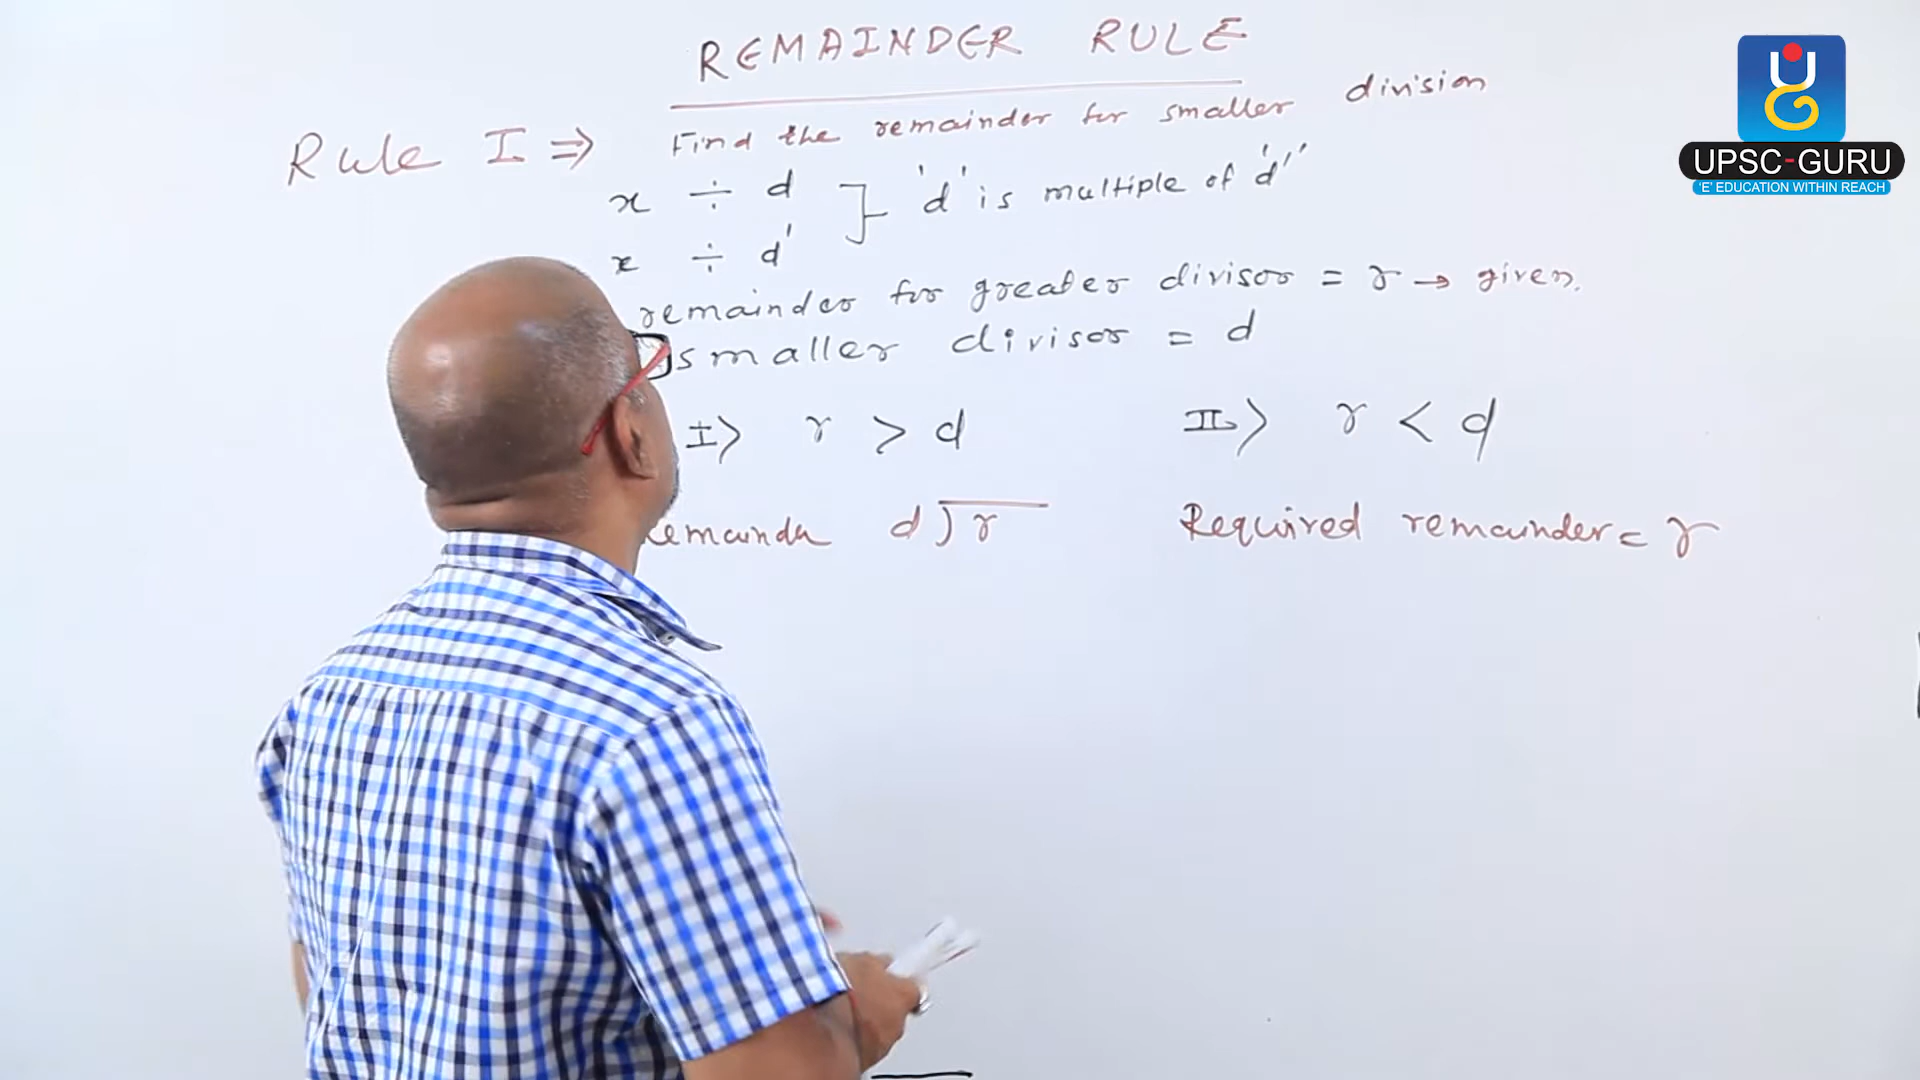 REMAINDER RULE
Rule I ⇒ Find the remainder for smaller division
x ÷ d ] 'd' is multiple of 'd''
x ÷ d'
remainder for greater divisor = r → given.
smaller divisor = d
I> r > d
II> r < d
d)r
Required remainder = r
UPSC-GURU
'E' EDUCATION WITHIN REACH